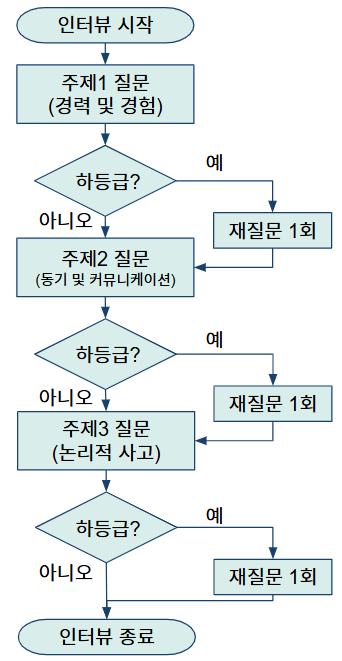 인터뷰 시작
주제1 질문
(경력 및 경험)
하등급?
예
아니오
재질문 1회
주제2 질문
(동기 및 커뮤니케이션)
하등급?
예
아니오
재질문 1회
주제3 질문
(논리적 사고)
하등급?
예
아니오
재질문 1회
인터뷰 종료